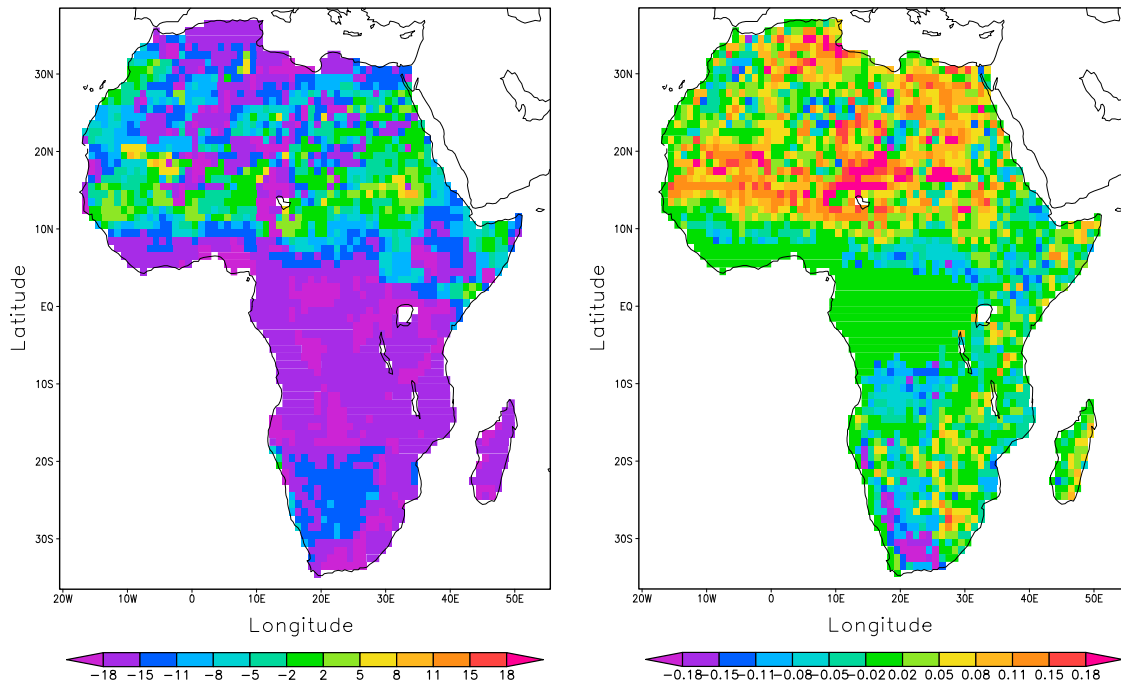 30N
20N
10N
EQ
10S
20S
30S
Latitude
20W 10W 0 10E 20E 30E 40E 50E
Longitude
−18 −15 −11 −8 −5 −2 2 5 8 11 15 18
30N
20N
10N
EQ
10S
20S
30S
Latitude
20W 10W 0 10E 20E 30E 40E 50E
Longitude
−0.18−0.15−0.11−0.08−0.05−0.02 0.02 0.05 0.08 0.11 0.15 0.18